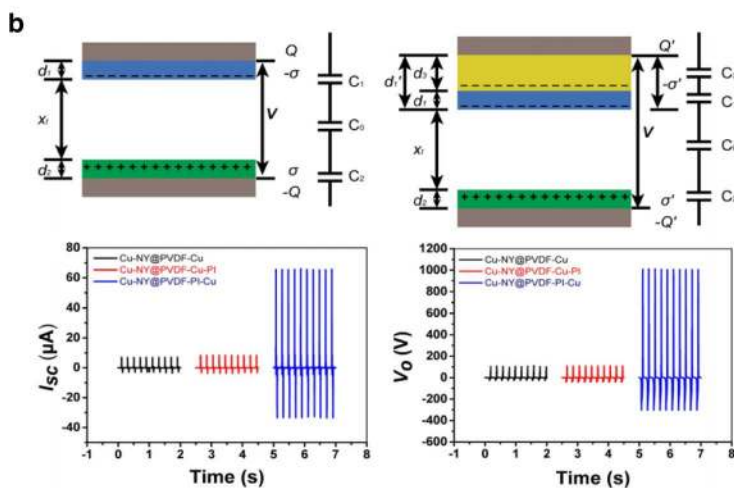 b
Q
d₁
-σ
C₁
V
xₜ
C₀
d₂
σ
C₂
-Q
Q'
d₁'
d₃
-σ'
d₁
C
C
V
xₜ
C
d₂
σ'
C
-Q'
80
60
40
20
0
-20
-40
Isc (μA)
Cu-NY@PVDF-Cu
Cu-NY@PVDF-Cu-PI
Cu-NY@PVDF-PI-Cu
-1 0 1 2 3 4 5 6 7 8
Time (s)
1200
1000
800
600
400
200
0
-200
-400
-600
Vo (V)
Cu-NY@PVDF-Cu
Cu-NY@PVDF-Cu-PI
Cu-NY@PVDF-PI-Cu
-1 0 1 2 3 4 5 6 7 8
Time (s)